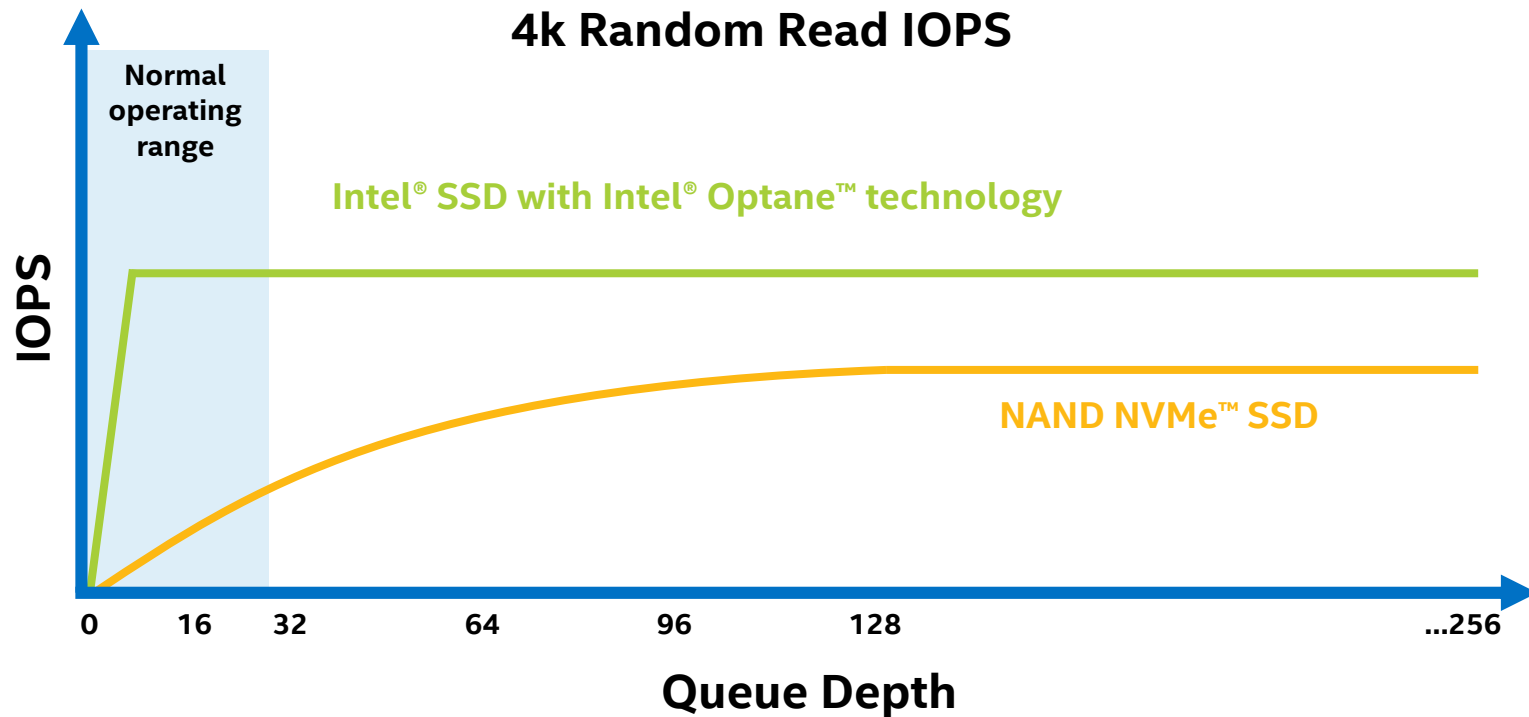 4k Random Read IOPS
Normal
operating
range
Intel® SSD with Intel® Optane™ technology
IOPS
NAND NVMe™ SSD
0 16 32 64 96 128 ...256
Queue Depth